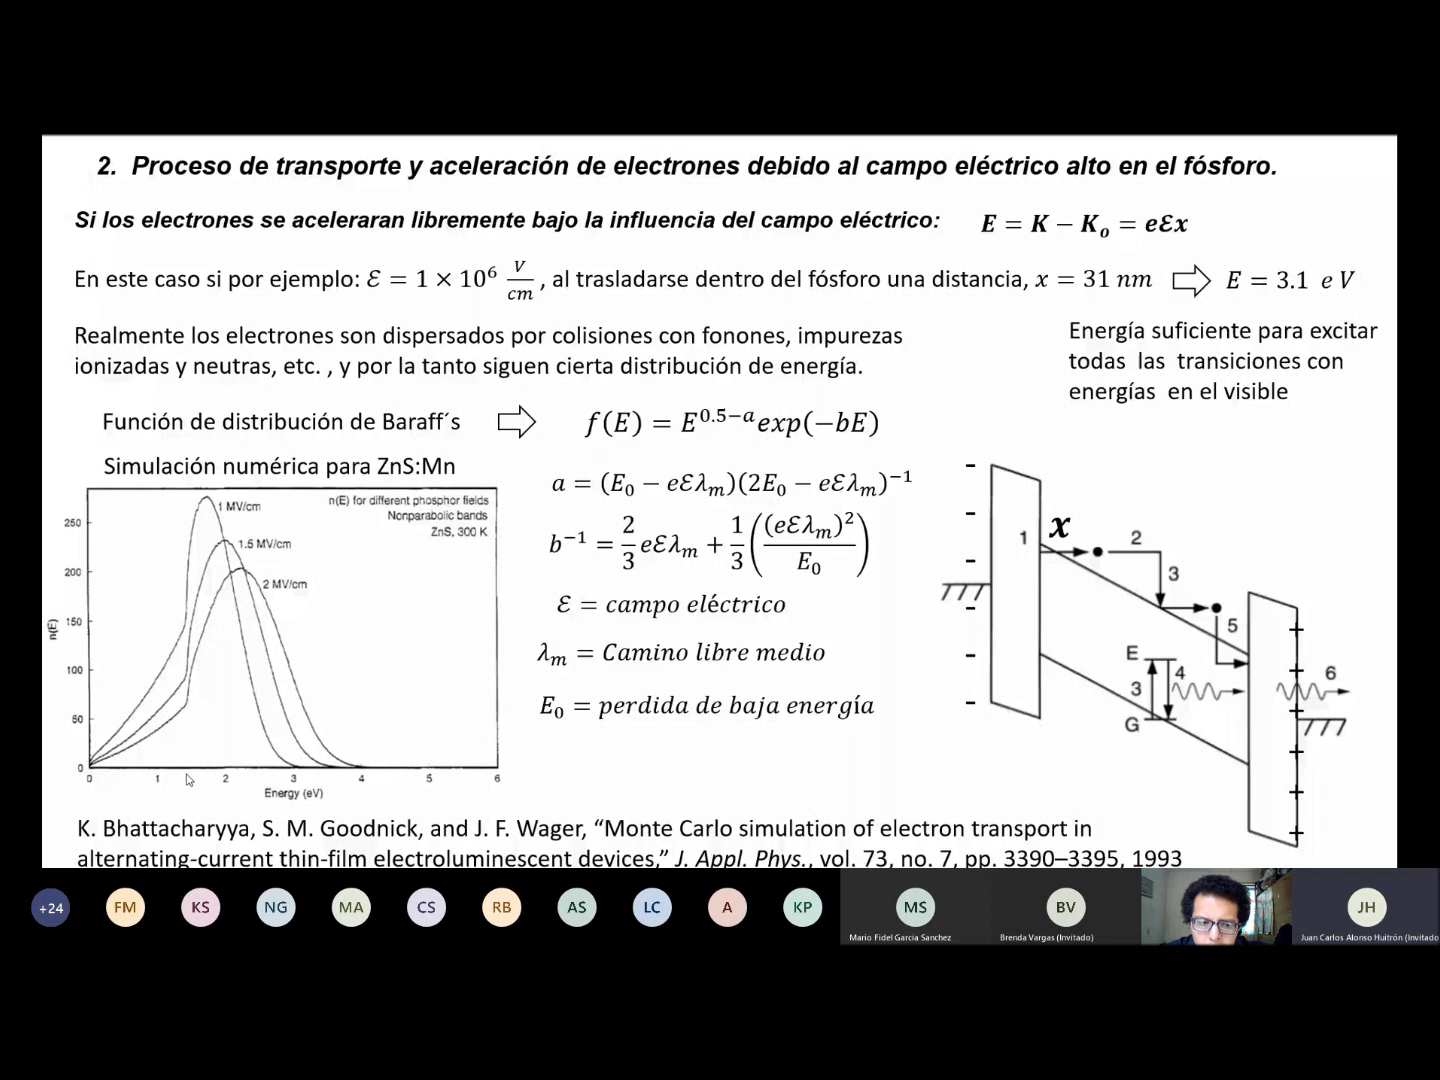 2. Proceso de transporte y aceleración de electrones debido al campo eléctrico alto en el fósforo.
Si los electrones se aceleraran libremente bajo la influencia del campo eléctrico: E = K − Kₒ = eℰx
En este caso si por ejemplo: ℰ = 1 × 10⁶ V/cm , al trasladarse dentro del fósforo una distancia, x = 31 nm ⇨ E = 3.1 e V
Realmente los electrones son dispersados por colisiones con fonones, impurezas
ionizadas y neutras, etc. , y por la tanto siguen cierta distribución de energía.
Energía suficiente para excitar
todas las transiciones con
energías en el visible
Función de distribución de Baraff´s ⇨ f(E) = E^0.5−a exp(−bE)
Simulación numérica para ZnS:Mn
n(E) for different phosphor fields
Nonparabolic bands
ZnS, 300 K
1 MV/cm
1.5 MV/cm
2 MV/cm
n(E)
250
200
150
100
50
0
0 1 2 3 4 5 6
Energy (eV)
a = (E₀ − eℰλₘ)(2E₀ − eℰλₘ)⁻¹
b⁻¹ = 2/3 eℰλₘ + 1/3 ((eℰλₘ)²/E₀)
ℰ = campo eléctrico
λₘ = Camino libre medio
E₀ = perdida de baja energía
- - - - - -
1 x 2
3
5
E
3 4
G
6
+ + + + + +
K. Bhattacharyya, S. M. Goodnick, and J. F. Wager, “Monte Carlo simulation of electron transport in
alternating-current thin-film electroluminescent devices,” J. Appl. Phys., vol. 73, no. 7, pp. 3390–3395, 1993
+24 FM KS NG MA CS RB AS LC A KP MS BV JH
Mario Fidel Garcia Sanchez
Brenda Vargas (Invitado)
Juan Carlos Alonso Huitrón (Invitado